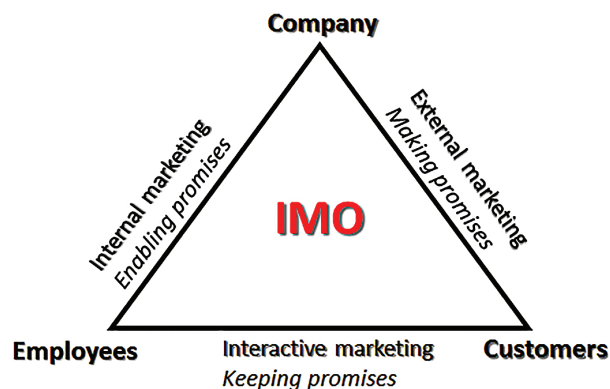 Company
Internal marketing
Enabling promises
External marketing
Making promises
IMO
Employees
Interactive marketing
Keeping promises
Customers